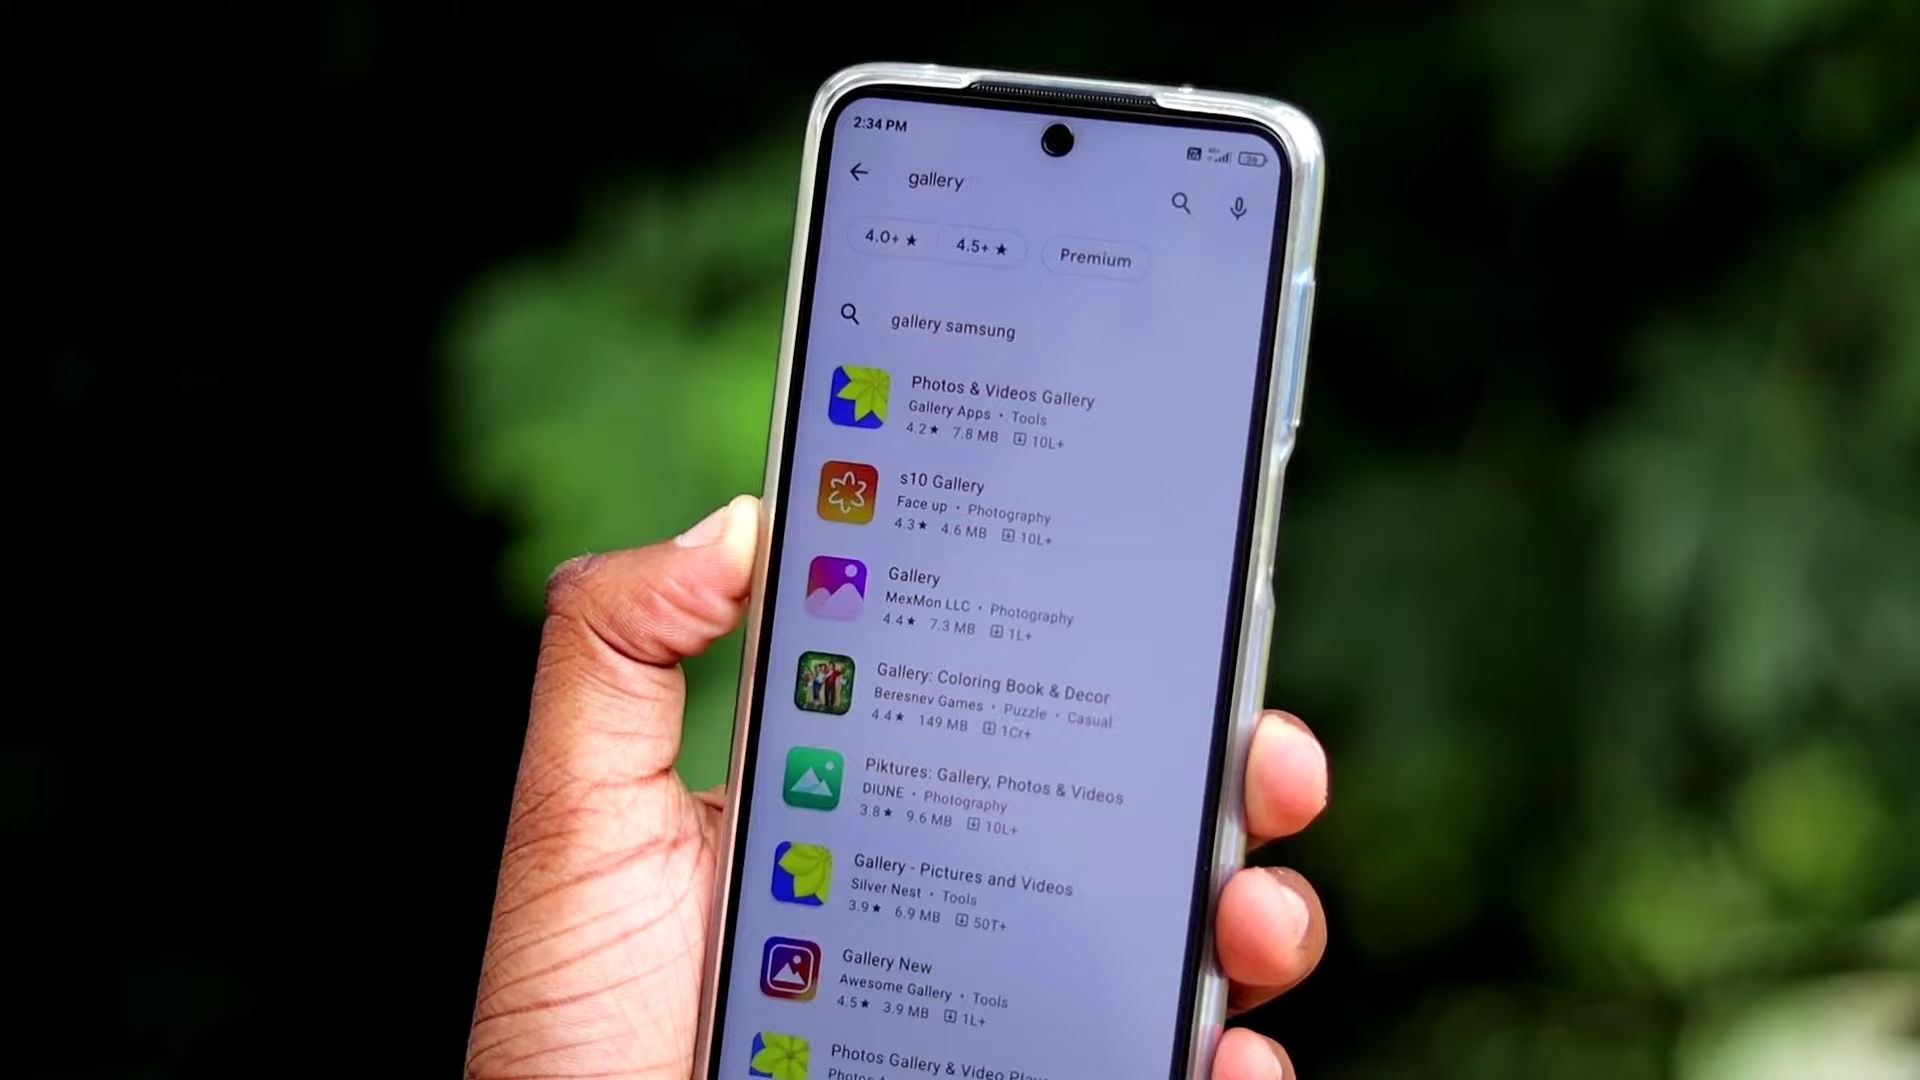 2:34 PM
gallery
4.0+ ★ 4.5+ ★ Premium
gallery samsung
Photos & Videos Gallery
Gallery Apps • Tools
4.2★ 7.8 MB 10L+
s10 Gallery
Face up • Photography
4.3★ 4.6 MB 10L+
Gallery
MexMon LLC • Photography
4.4★ 7.3 MB 1L+
Gallery: Coloring Book & Decor
Beresnev Games • Puzzle • Casual
4.4★ 149 MB 1Cr+
Piktures: Gallery, Photos & Videos
DIUNE • Photography
3.8★ 9.6 MB 10L+
Gallery - Pictures and Videos
Silver Nest • Tools
3.9★ 6.9 MB 50T+
Gallery New
Awesome Gallery • Tools
4.5★ 3.9 MB 1L+
Photos Gallery & Video